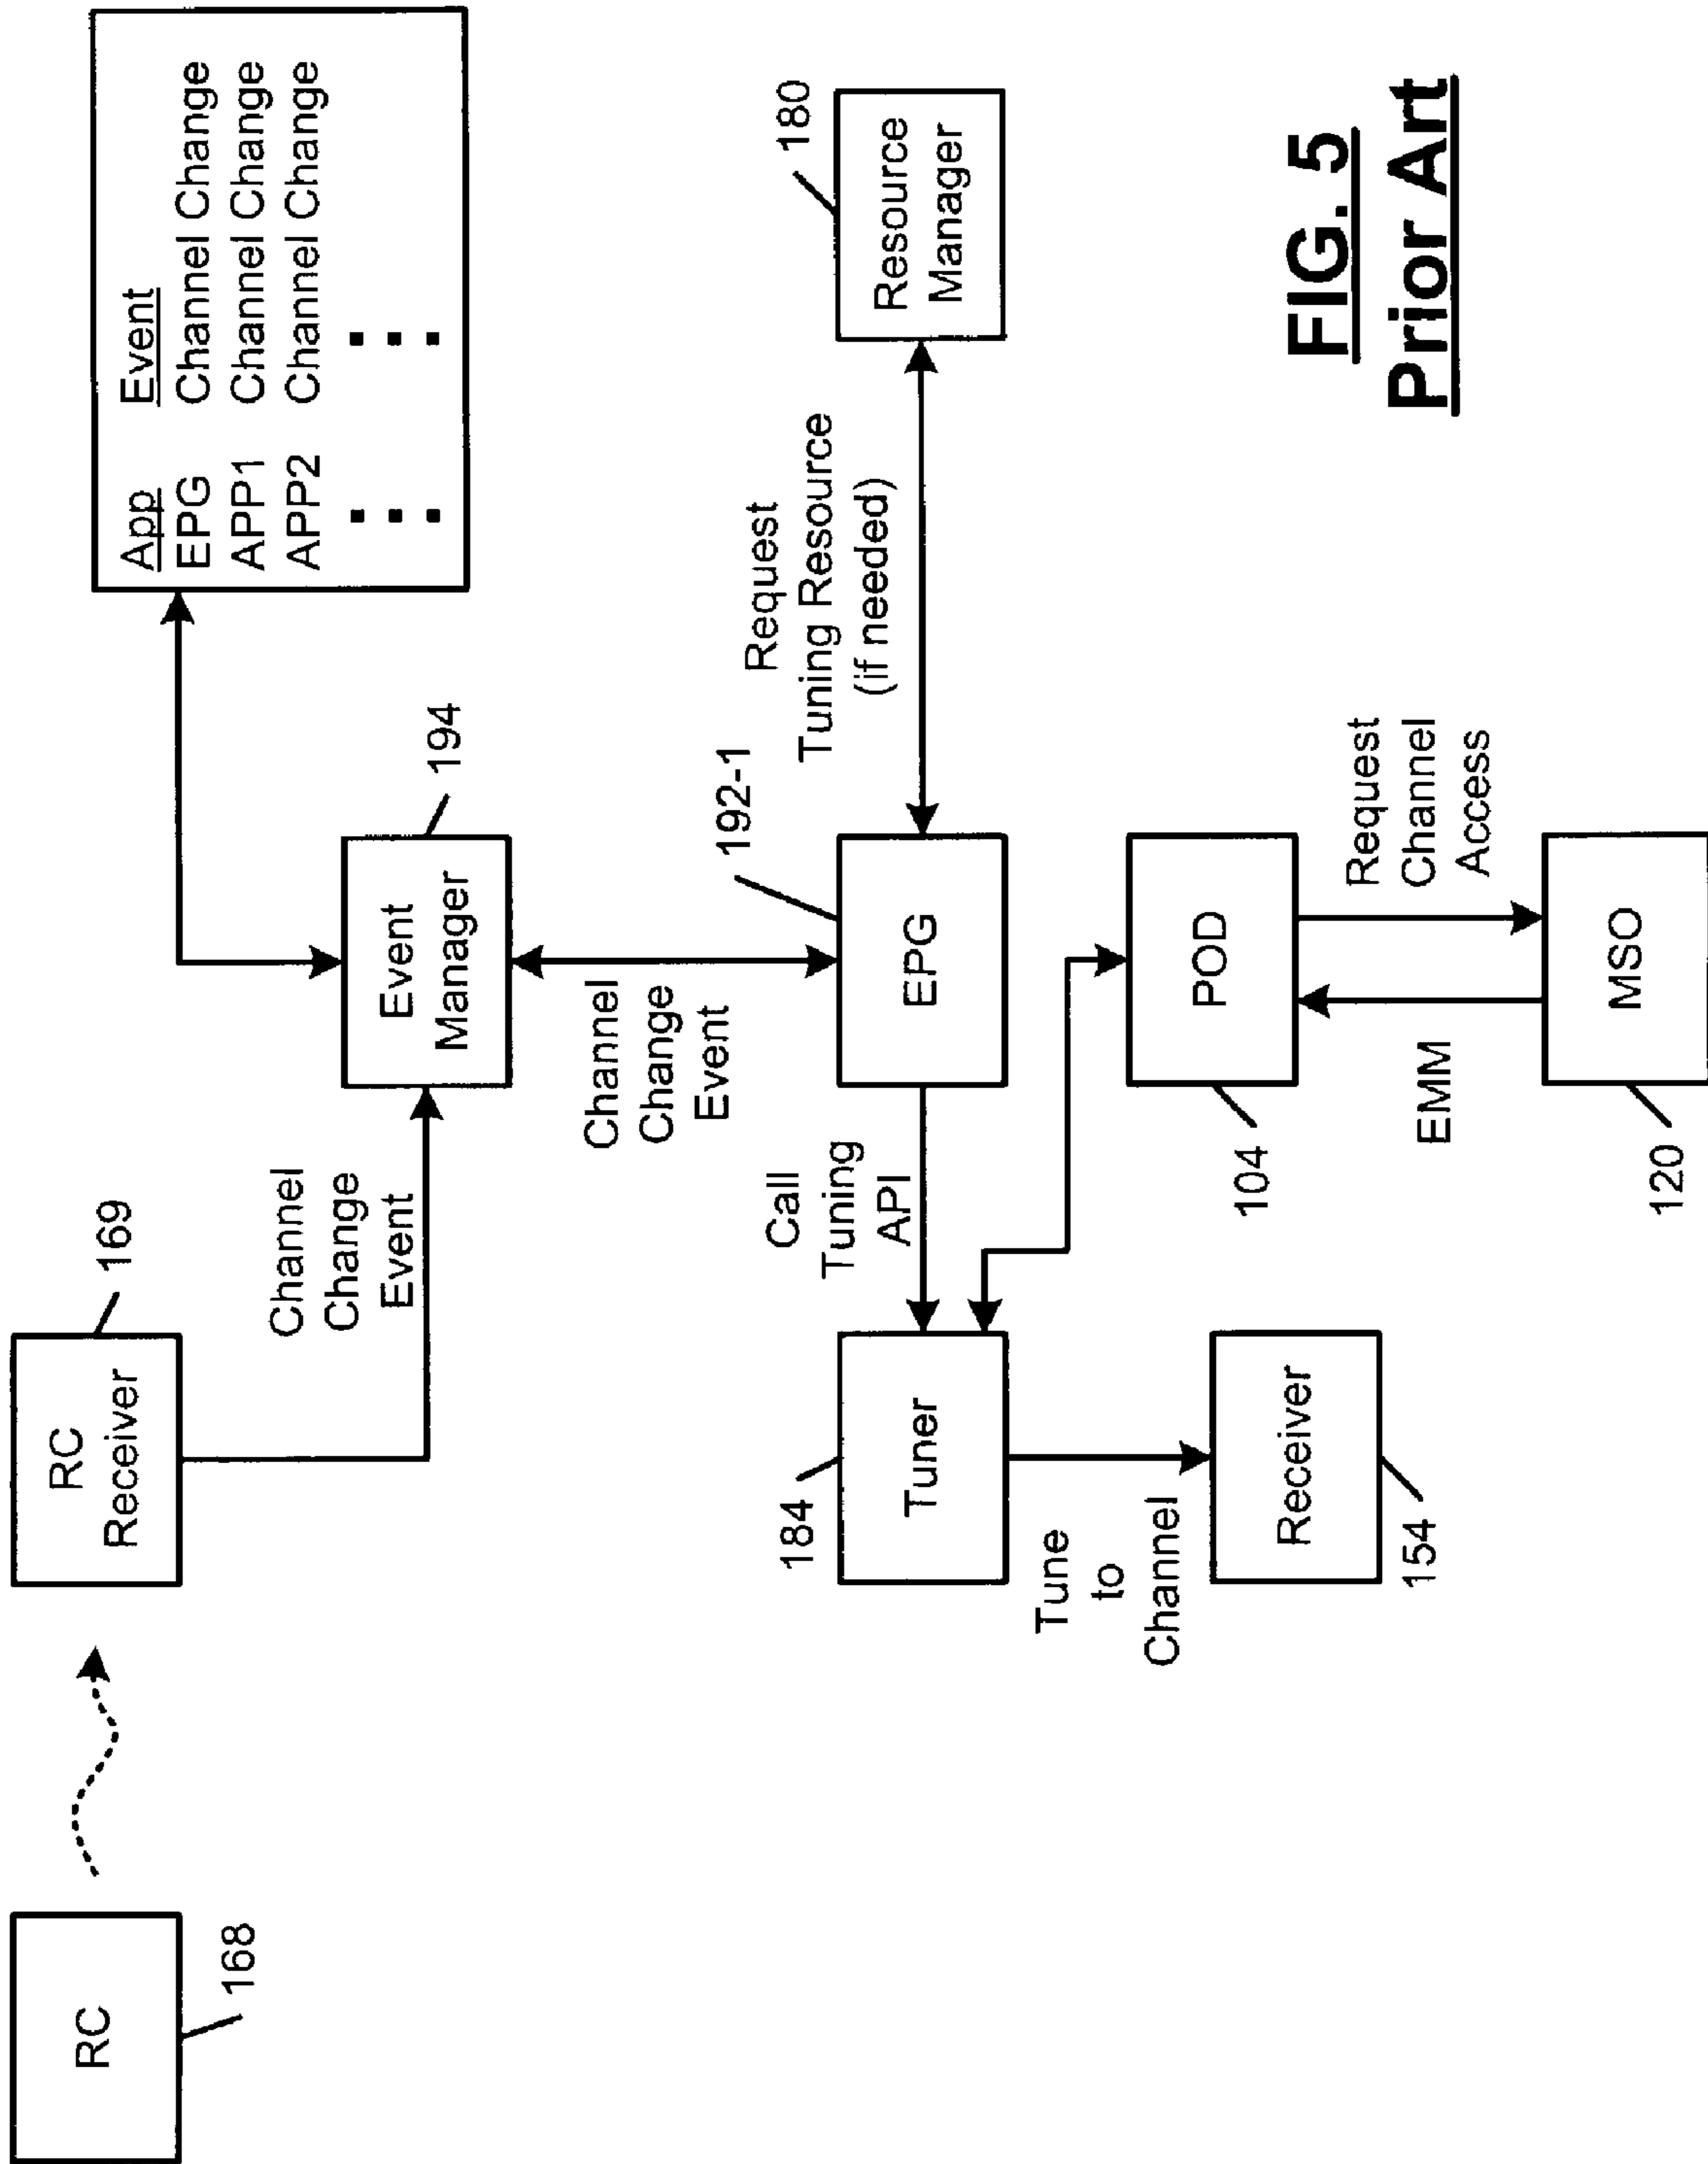 RC
168
RC
Receiver
169
Channel
Change
Event
Event
Manager
194
App Event
EPG Channel Change
APP1 Channel Change
APP2 Channel Change
Channel
Change
Event
184
Tuner
Call
Tuning
API
EPG
192-1
Request
Tuning Resource
(if needed)
Resource
Manager
180
Tune
to
Channel
Receiver
154
POD
104
EMM
Request
Channel
Access
MSO
120
FIG. 5
Prior Art